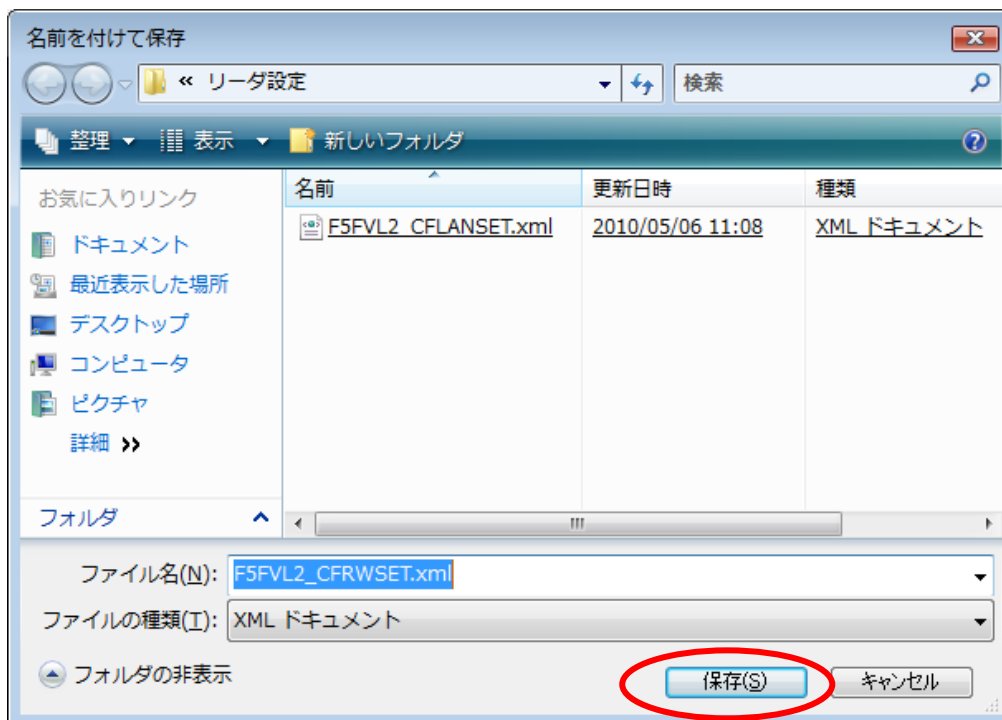 名前を付けて保存
« リーダ設定
検索
整理 表示 新しいフォルダ
お気に入りリンク
ドキュメント
最近表示した場所
デスクトップ
コンピュータ
ピクチャ
詳細 »
フォルダ
名前 更新日時 種類
F5FVL2_CFLANSET.xml 2010/05/06 11:08 XML ドキュメント
ファイル名(N): F5FVL2_CFRWSET.xml
ファイルの種類(T): XML ドキュメント
フォルダの非表示
保存(S) キャンセル